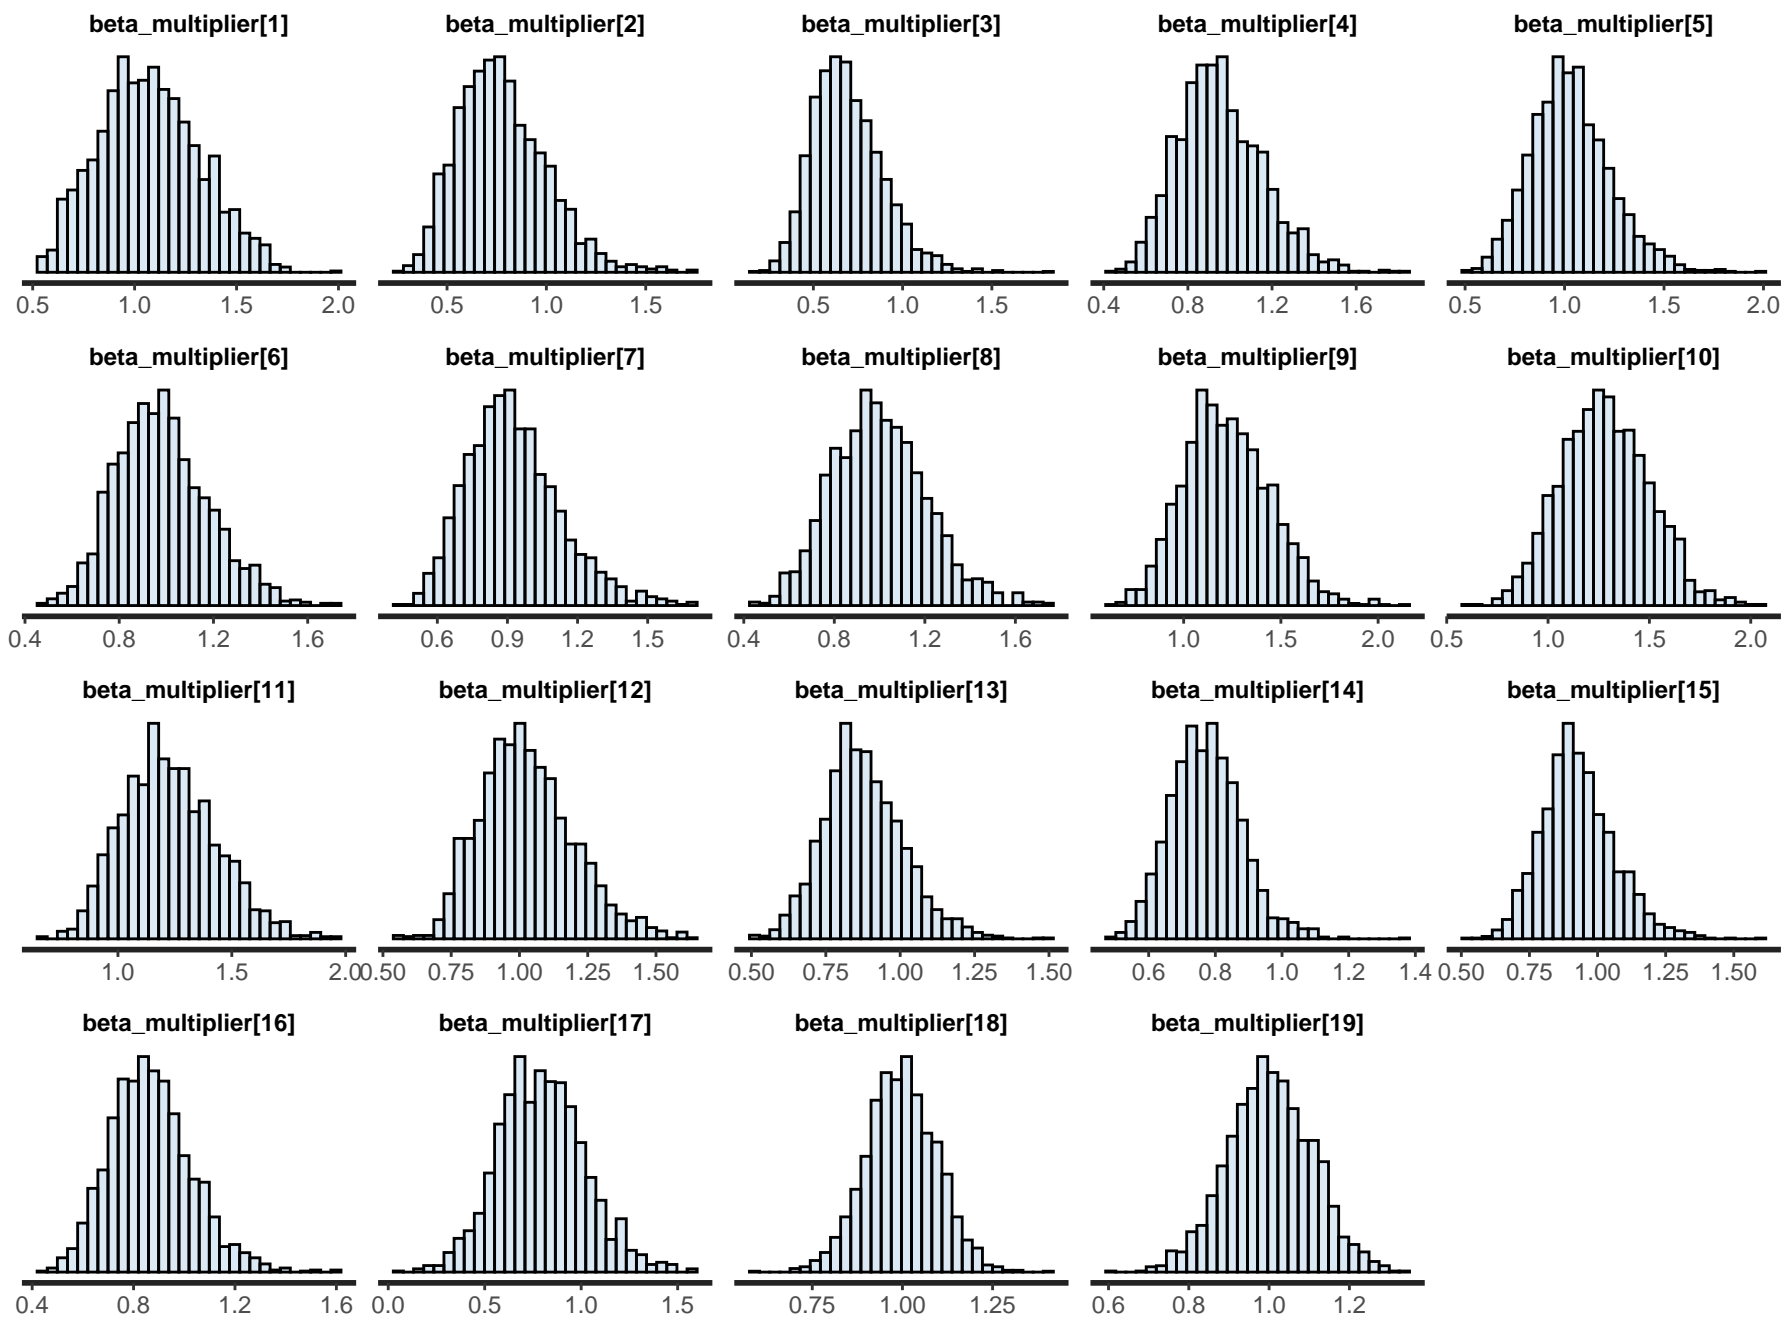 beta_multiplier[1] beta_multiplier[2] beta_multiplier[3] beta_multiplier[4] beta_multiplier[5]
0.5 1.0 1.5 2.0 0.5 1.0 1.5 0.5 1.0 1.5 0.4 0.8 1.2 1.6 0.5 1.0 1.5 2.0
beta_multiplier[6] beta_multiplier[7] beta_multiplier[8] beta_multiplier[9] beta_multiplier[10]
0.4 0.8 1.2 1.6 0.6 0.9 1.2 1.5 0.4 0.8 1.2 1.6 1.0 1.5 2.0 0.5 1.0 1.5 2.0
beta_multiplier[11] beta_multiplier[12] beta_multiplier[13] beta_multiplier[14] beta_multiplier[15]
1.0 1.5 2.0 0.50 0.75 1.00 1.25 1.50 0.50 0.75 1.00 1.25 1.50 0.6 0.8 1.0 1.2 1.4 0.50 0.75 1.00 1.25 1.50
beta_multiplier[16] beta_multiplier[17] beta_multiplier[18] beta_multiplier[19]
0.4 0.8 1.2 1.6 0.0 0.5 1.0 1.5 0.75 1.00 1.25 0.6 0.8 1.0 1.2